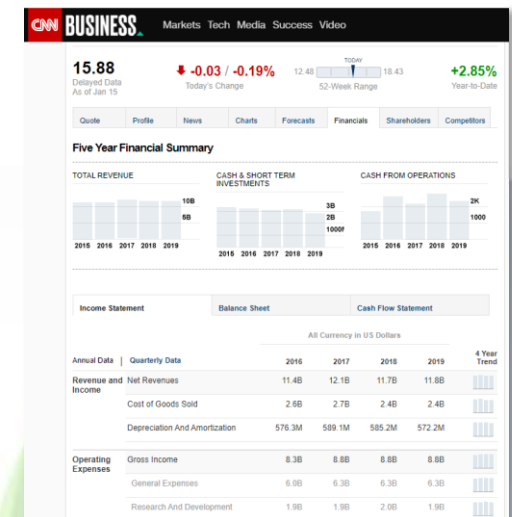 CNN BUSINESS Markets Tech Media Success Video
15.88
Delayed Data
As of Jan 15
-0.03 / -0.19%
Today's Change
12.48 TODAY 18.43
52-Week Range
+2.85%
Year-to-Date
Quote Profile News Charts Forecasts Financials Shareholders Competitors
Five Year Financial Summary
TOTAL REVENUE
10B
5B
2015 2016 2017 2018 2019
CASH & SHORT TERM
INVESTMENTS
3B
2B
2015 2016 2017 2018 2019
CASH FROM OPERATIONS
2K
1000
2015 2016 2017 2018 2019
Income Statement Balance Sheet Cash Flow Statement
All Currency in US Dollars
Annual Data | Quarterly Data 2016 2017 2018 2019 4 Year Trend
Revenue and Income
Net Revenues 11.4B 12.1B 11.7B 11.8B
Cost of Goods Sold 2.6B 2.7B 2.4B 2.4B
Depreciation And Amortization 576.3M 589.1M 585.2M 572.2M
Operating Expenses
Gross Income 8.3B 8.8B 8.8B 8.8B
General Expenses 6.0B 6.3B 6.3B 6.3B
Research And Development 1.9B 1.9B 2.0B 1.9B